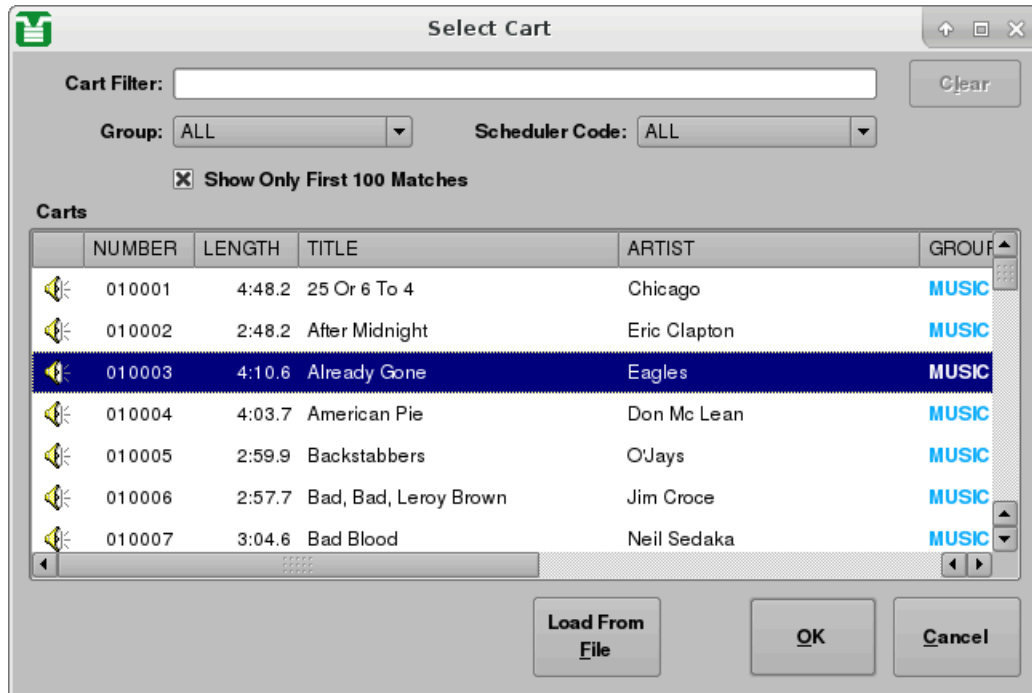 Select Cart
Cart Filter:
Clear
Group: ALL Scheduler Code: ALL
Show Only First 100 Matches
Carts
NUMBER LENGTH TITLE ARTIST GROUP
010001 4:48.2 25 Or 6 To 4 Chicago MUSIC
010002 2:48.2 After Midnight Eric Clapton MUSIC
010003 4:10.6 Already Gone Eagles MUSIC
010004 4:03.7 American Pie Don Mc Lean MUSIC
010005 2:59.9 Backstabbers O'Jays MUSIC
010006 2:57.7 Bad, Bad, Leroy Brown Jim Croce MUSIC
010007 3:04.6 Bad Blood Neil Sedaka MUSIC
Load From
File
OK
Cancel